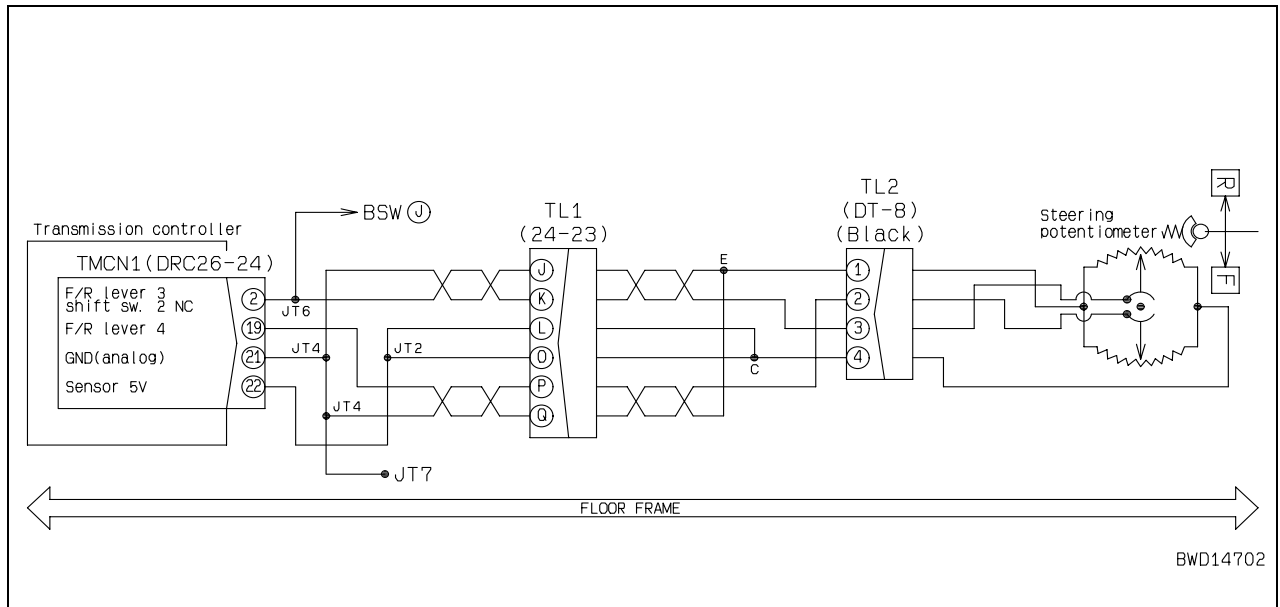 Transmission controller
TMCN1(DRC26-24)
F/R lever 3
shift sw. 2 NC
F/R lever 4
GND(analog)
Sensor 5V
2
19
21
22
BSW J
JT6
JT4
JT2
JT4
JT7
TL1
(24-23)
J
K
L
O
P
Q
E
C
TL2
(DT-8)
(Black)
1
2
3
4
Steering
potentiometer
R
F
FLOOR FRAME
BWD14702